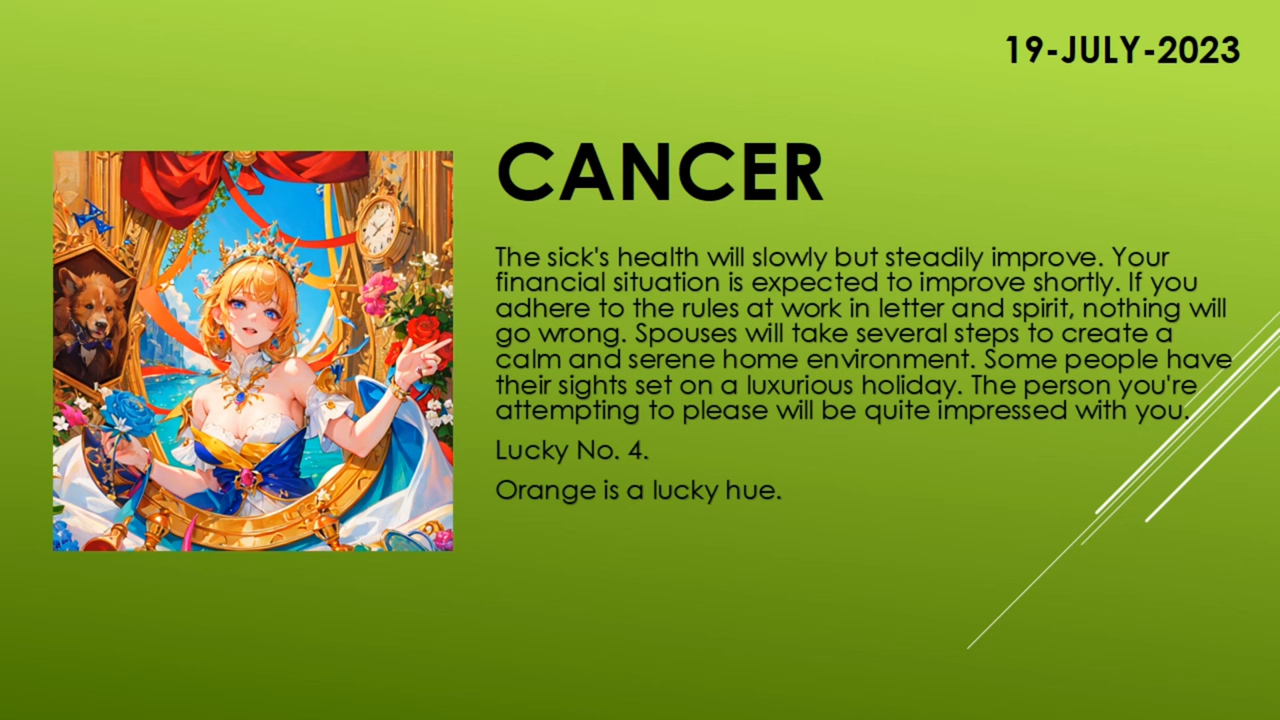 19-JULY-2023
CANCER
The sick's health will slowly but steadily improve. Your
financial situation is expected to improve shortly. If you
adhere to the rules at work in letter and spirit, nothing will
go wrong. Spouses will take several steps to create a
calm and serene home environment. Some people have
their sights set on a luxurious holiday. The person you're
attempting to please will be quite impressed with you.
Lucky No. 4.
Orange is a lucky hue.